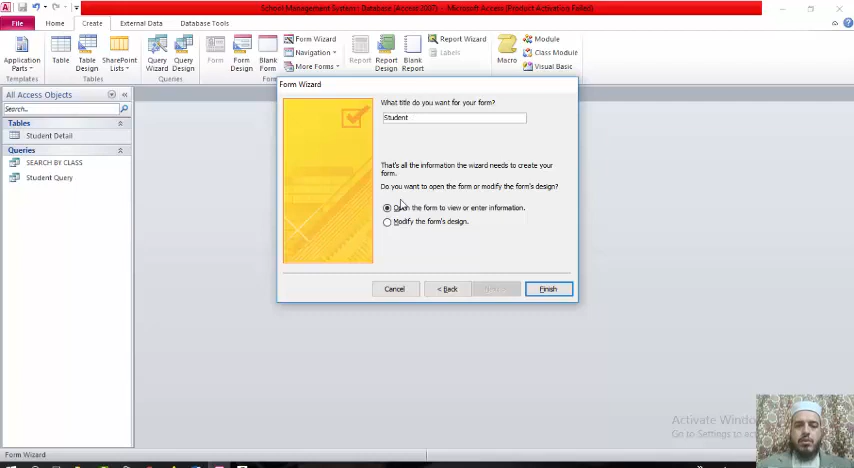 School Management System: Database (Access 2007) - Microsoft Access (Product Activation Failed)
File
Home
Create
External Data
Database Tools
Application Parts
Templates
Table
Table Design
SharePoint Lists
Tables
Query Wizard
Query Design
Queries
Form
Form Design
Blank Form
Form Wizard
Navigation
More Forms
Report
Report Design
Blank Report
Report Wizard
Labels
Macro
Module
Class Module
Visual Basic
All Access Objects
Search...
Tables
Student Detail
Queries
SEARCH BY CLASS
Student Query
Form Wizard
What title do you want for your form?
Student
That's all the information the wizard needs to create your
form.
Do you want to open the form or modify the form's design?
Open the form to view or enter information.
Modify the form's design.
Cancel
< Back
Finish
Activate Windo
Go to Settings to act
Form Wizard